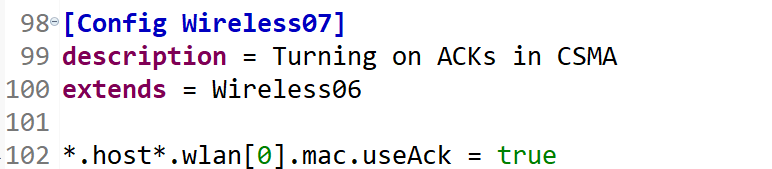 98 [Config Wireless07]
99 description = Turning on ACKs in CSMA
100 extends = Wireless06
101
102 *.host*.wlan[0].mac.useAck = true